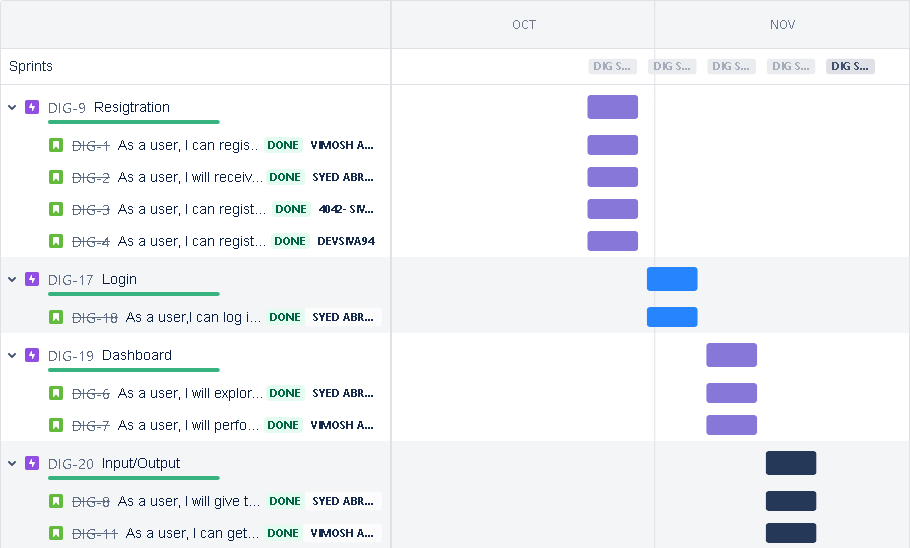 OCT NOV
Sprints DIG S... DIG S... DIG S... DIG S... DIG S...
DIG-9 Resigtration
DIG-1 As a user, I can regis... DONE VIMOSH A...
DIG-2 As a user, I will receiv... DONE SYED ABR...
DIG-3 As a user, I can regist... DONE 4042- SIV...
DIG-4 As a user, I can regist... DONE DEVSIVA94
DIG-17 Login
DIG-18 As a user,I can log i... DONE SYED ABR...
DIG-19 Dashboard
DIG-6 As a user, I will explor... DONE SYED ABR...
DIG-7 As a user, I will perfo... DONE VIMOSH A...
DIG-20 Input/Output
DIG-8 As a user, I will give t... DONE SYED ABR...
DIG-11 As a user, I can get... DONE VIMOSH A...